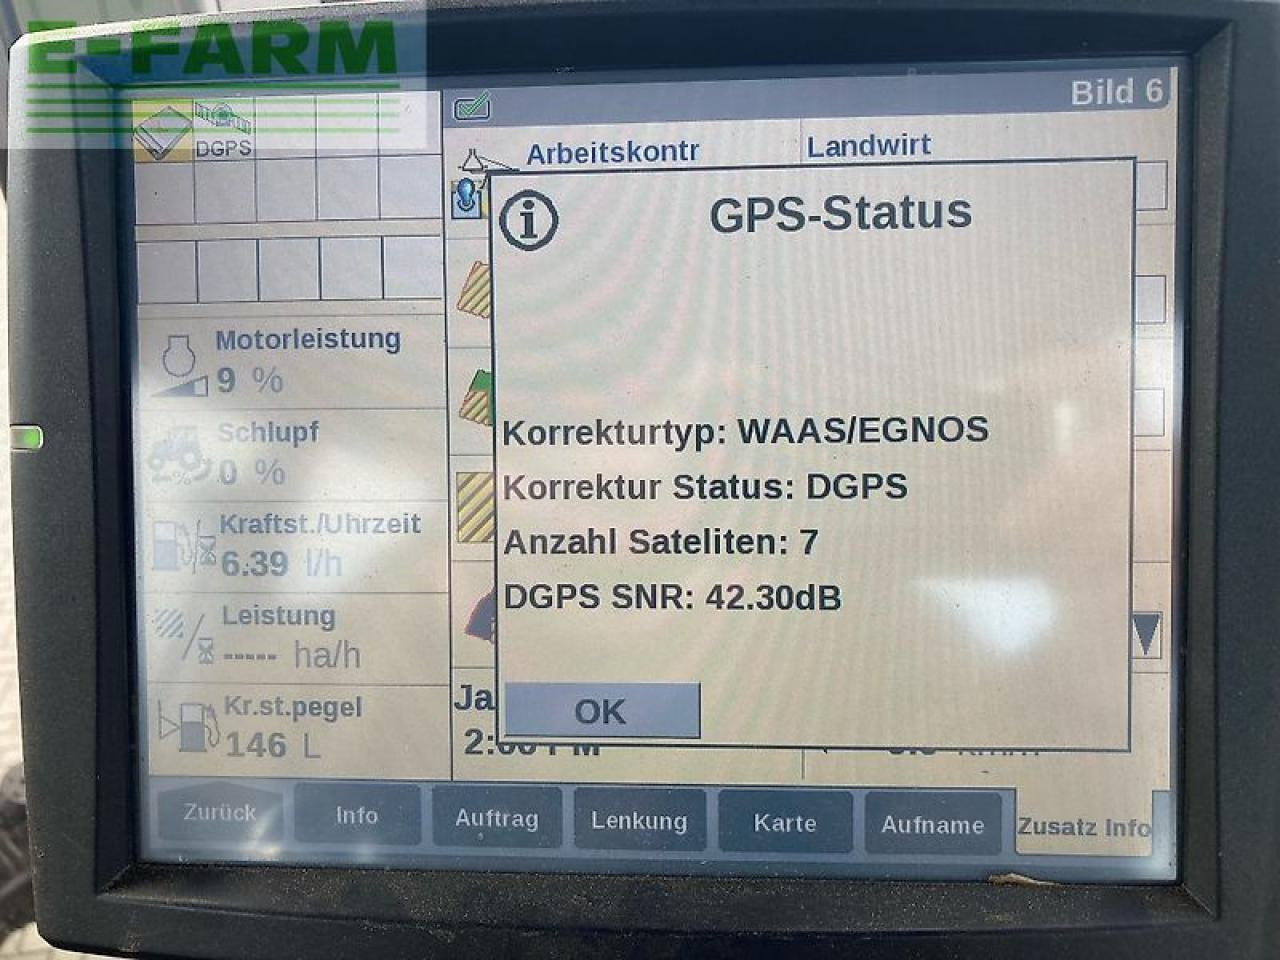 E-FARM
DGPS
Bild 6
Arbeitskontr
Landwirt
GPS-Status
Korrekturtyp: WAAS/EGNOS
Korrektur Status: DGPS
Anzahl Sateliten: 7
DGPS SNR: 42.30dB
OK
Motorleistung
9 %
Schlupf
0 %
Kraftst./Uhrzeit
6.39 l/h
Leistung
----- ha/h
Kr.st.pegel
146 L
Ja
Zurück
Info
Auftrag
Lenkung
Karte
Aufname
Zusatz Info